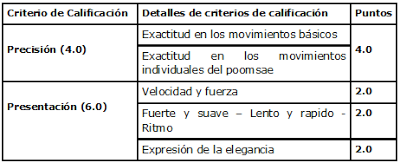 Criterio de Calificación Detalles de criterios de calificación Puntos
Precisión (4.0)
Exactitud en los movimientos básicos
Exactitud en los movimientos
individuales del poomsae
4.0
Presentación (6.0)
Velocidad y fuerza 2.0
Fuerte y suave – Lento y rapido - 2.0
Ritmo
Expresión de la elegancia 2.0